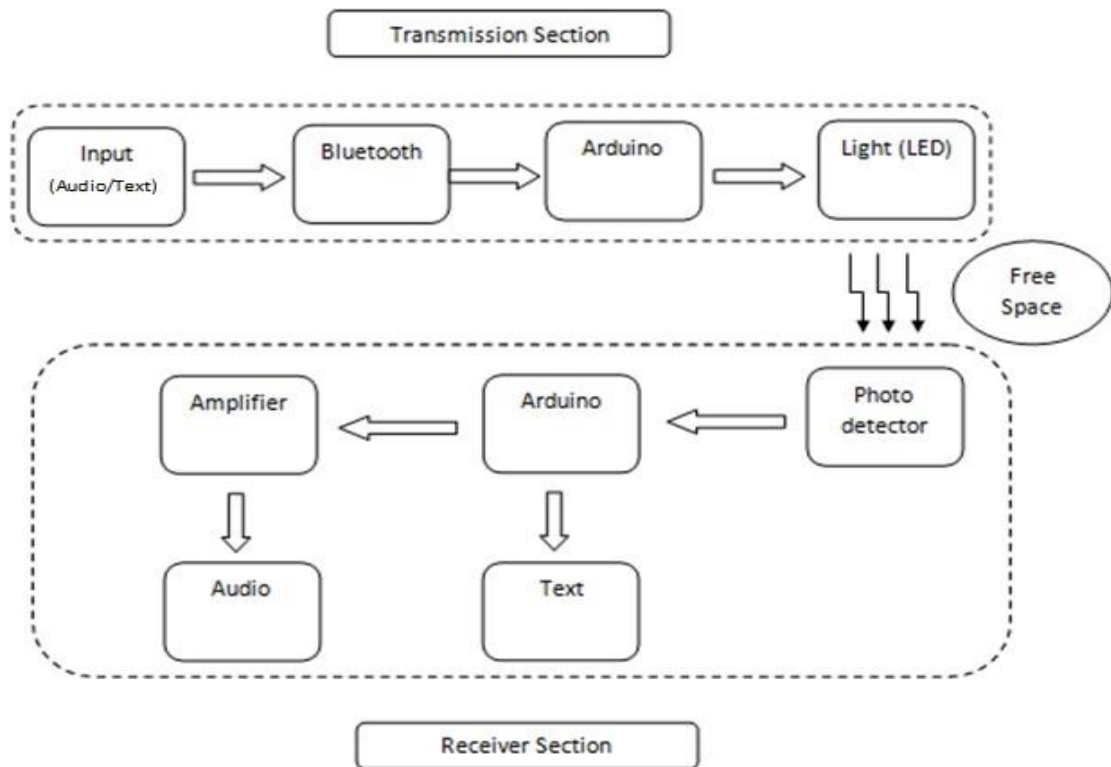 Transmission Section
Input
(Audio/Text)
Bluetooth
Arduino
Light (LED)
Free
Space
Amplifier
Arduino
Photo
detector
Audio
Text
Receiver Section